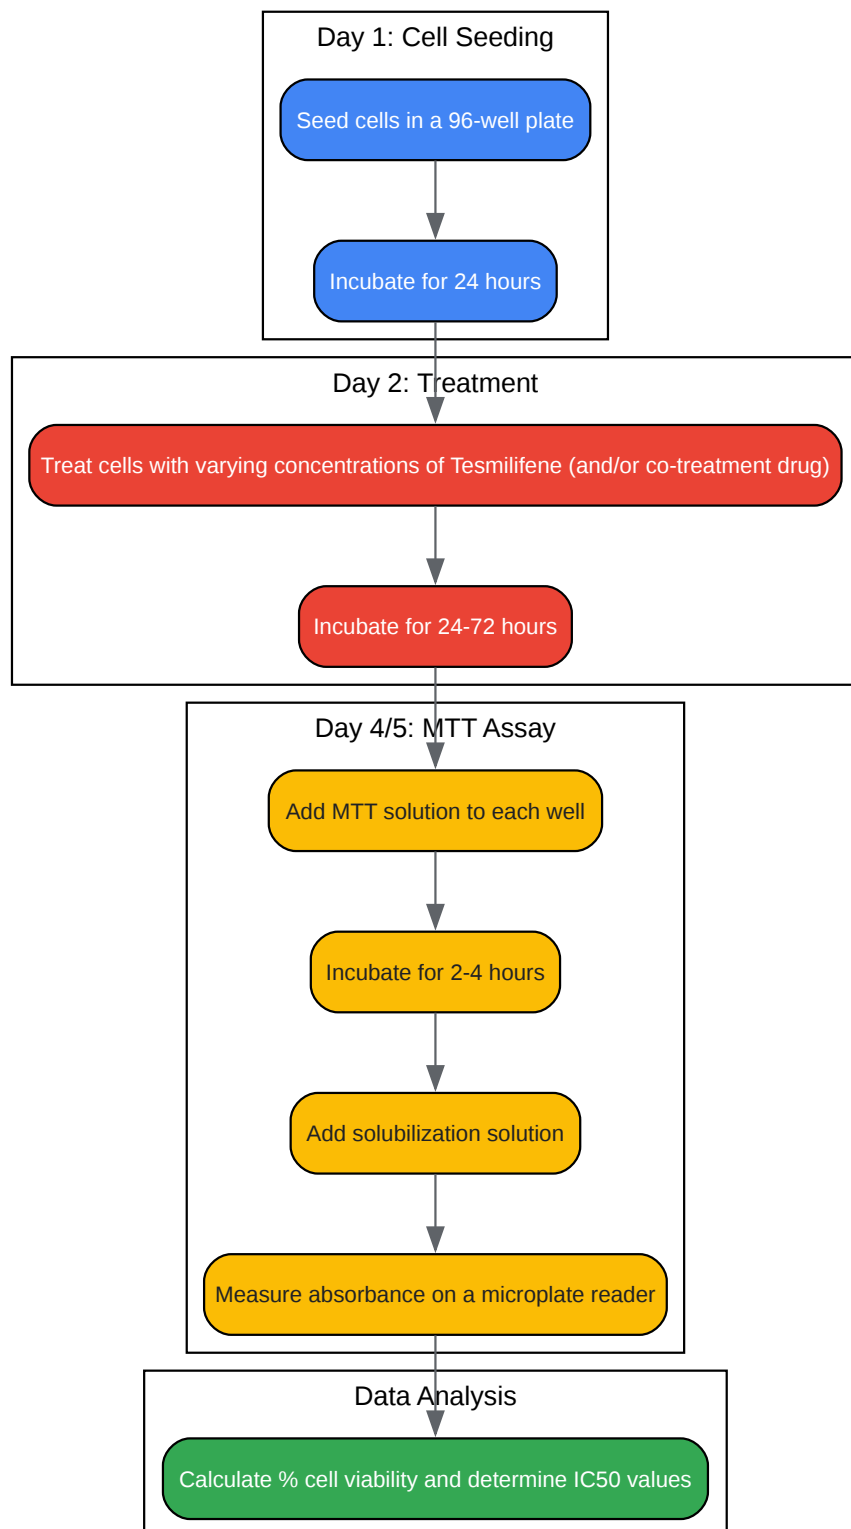 Day 1: Cell Seeding
Seed cells in a 96-well plate
Incubate for 24 hours
Day 2: Treatment
Treat cells with varying concentrations of Tesmilifene (and/or co-treatment drug)
Incubate for 24-72 hours
Day 4/5: MTT Assay
Add MTT solution to each well
Incubate for 2-4 hours
Add solubilization solution
Measure absorbance on a microplate reader
Data Analysis
Calculate % cell viability and determine IC50 values